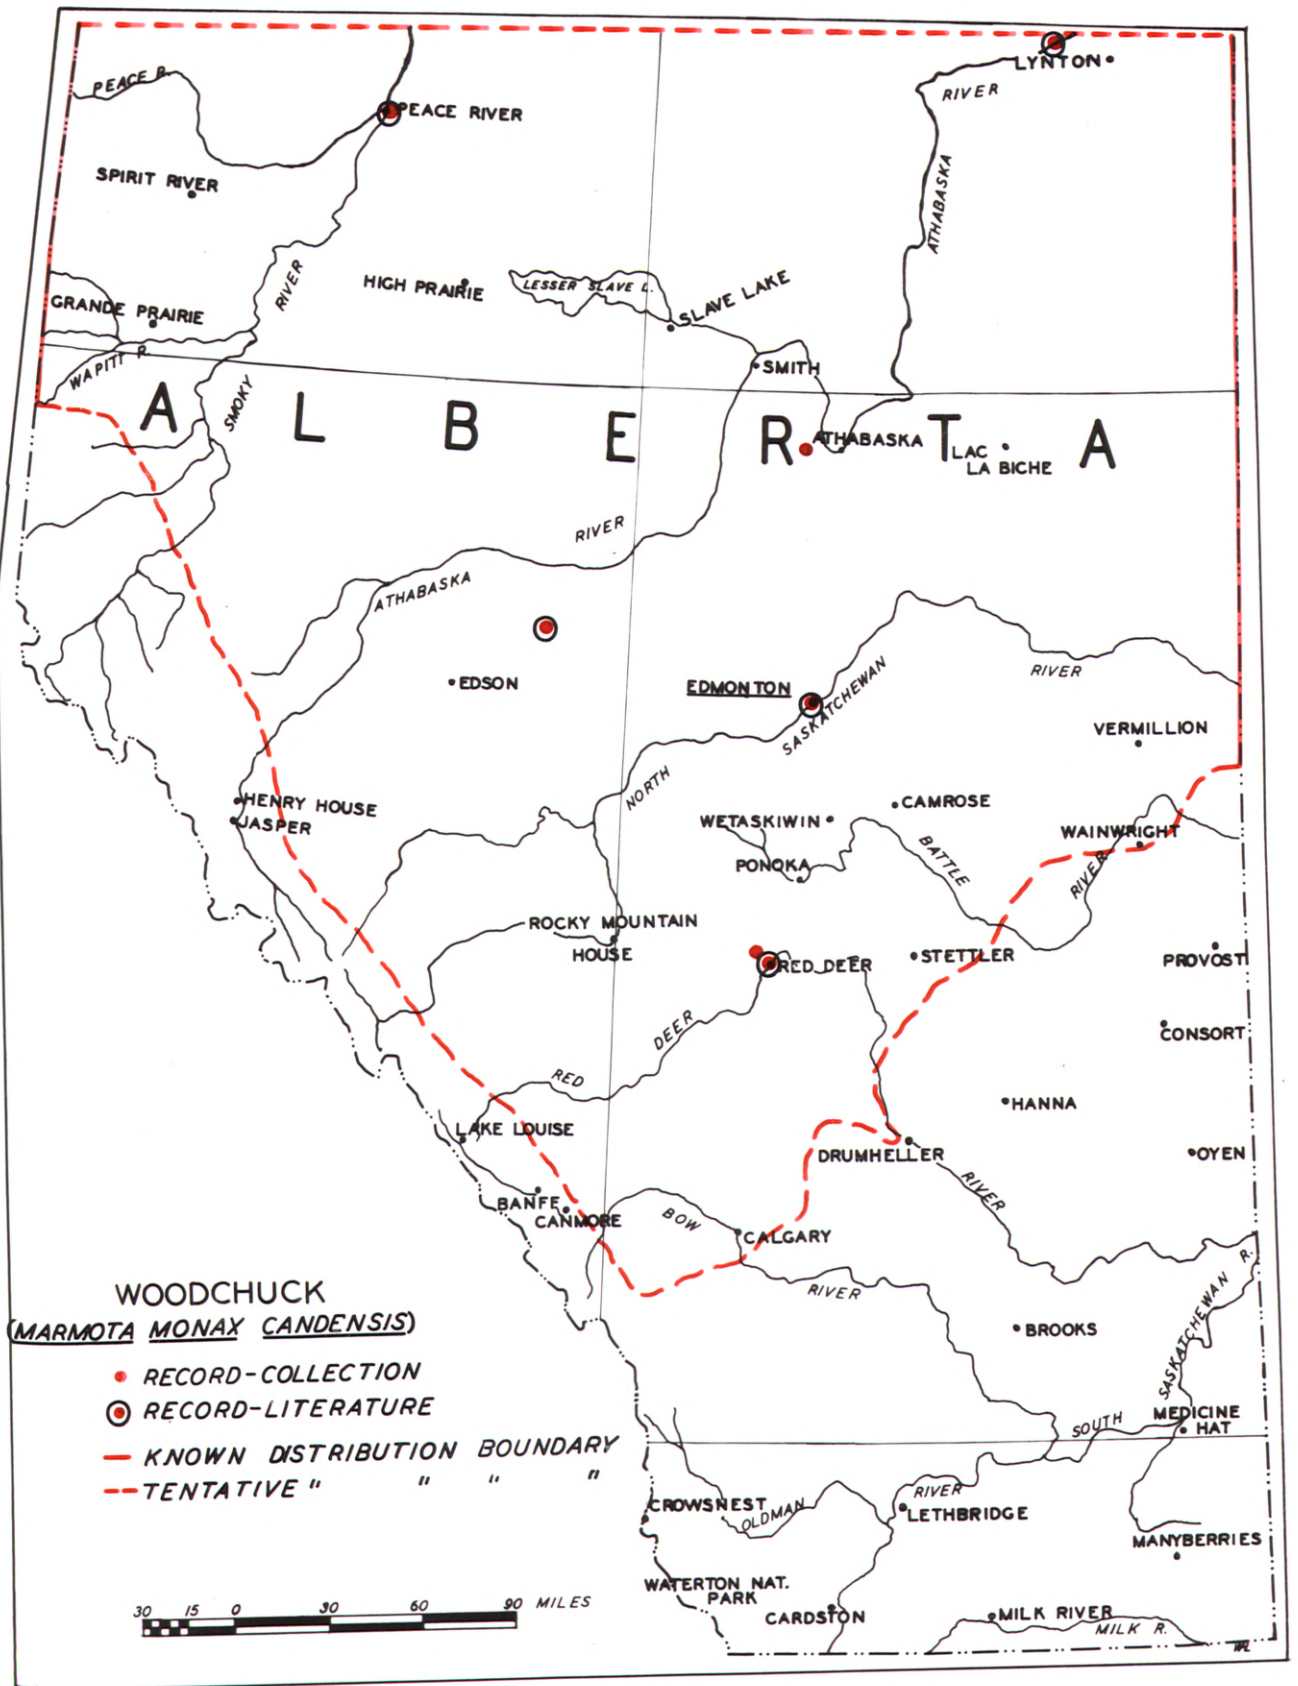 PEACE R.
PEACE RIVER
SPIRIT RIVER
LYNTON
RIVER
ATHABASKA
RIVER
HIGH PRAIRIE
LESSER SLAVE L.
SLAVE LAKE
GRANDE PRAIRIE
WAPITI R.
SMOKY
SMITH
ALBERTA
ATHABASKA
LAC
LA BICHE
RIVER
ATHABASKA
EDSON
EDMONTON
SASKATCHEWAN
RIVER
VERMILLION
NORTH
HENRY HOUSE
JASPER
WETASKIWIN
CAMROSE
WAINWRIGHT
PONOKA
BATTLE
RIVER
ROCKY MOUNTAIN
HOUSE
RED DEER
STETTLER
PROVOST
CONSORT
DEER
RED
HANNA
LAKE LOUISE
DRUMHELLER
OYEN
BANFF
CANMORE
BOW
CALGARY
RIVER
RIVER
BROOKS
SASKATCHEWAN R.
MEDICINE
HAT
SOUTH
CROWSNEST
OLDMAN
RIVER
LETHBRIDGE
MANYBERRIES
WATERTON NAT.
PARK
CARDSTON
MILK RIVER
MILK R.
WOODCHUCK
(MARMOTA MONAX CANDENSIS)
RECORD-COLLECTION
RECORD-LITERATURE
KNOWN DISTRIBUTION BOUNDARY
TENTATIVE " " " "
30 15 0 30 60 90 MILES